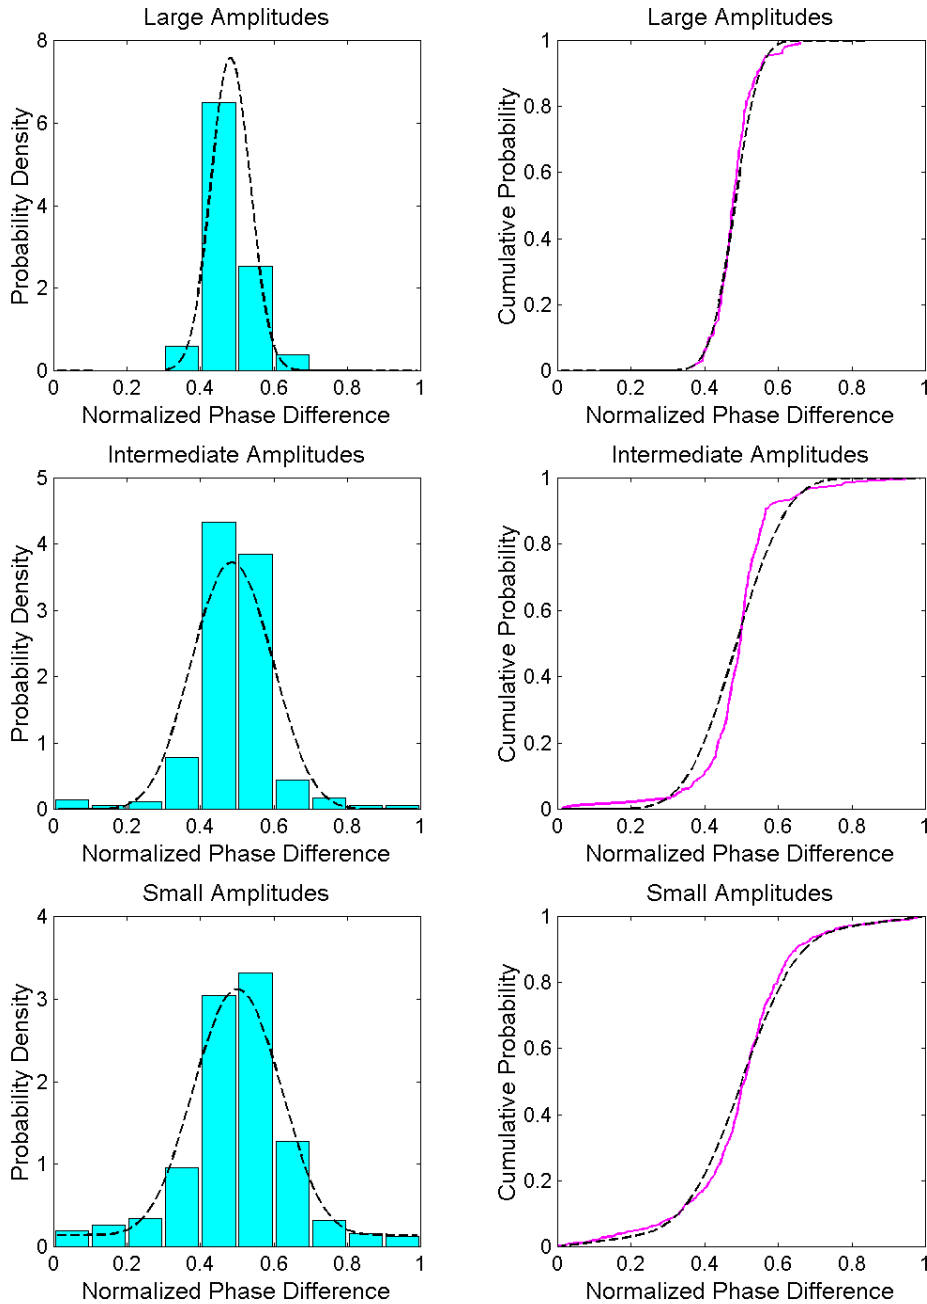 Large Amplitudes
8
6
4
2
0
Probability Density
0 0.2 0.4 0.6 0.8 1
Normalized Phase Difference
Large Amplitudes
1
0.8
0.6
0.4
0.2
0
Cumulative Probability
0 0.2 0.4 0.6 0.8 1
Normalized Phase Difference
Intermediate Amplitudes
5
4
3
2
1
0
Probability Density
0 0.2 0.4 0.6 0.8 1
Normalized Phase Difference
Intermediate Amplitudes
1
0.8
0.6
0.4
0.2
0
Cumulative Probability
0 0.2 0.4 0.6 0.8 1
Normalized Phase Difference
Small Amplitudes
4
3
2
1
0
Probability Density
0 0.2 0.4 0.6 0.8 1
Normalized Phase Difference
Small Amplitudes
1
0.8
0.6
0.4
0.2
0
Cumulative Probability
0 0.2 0.4 0.6 0.8 1
Normalized Phase Difference